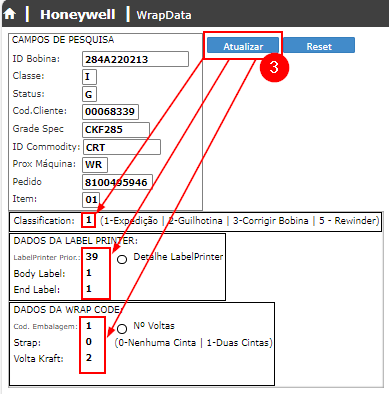 Honeywell | WrapData
CAMPOS DE PESQUISA
Atualizar
Reset
3
ID Bobina: 284A220213
Classe: I
Status: G
Cod.Cliente: 00068339
Grade Spec CKF285
ID Commodity: CRT
Prox Máquina: WR
Pedido 8100495946
Item: 01
Classification: 1 (1-Expedição | 2-Guilhotina | 3-Corrigir Bobina | 5 - Rewinder)
DADOS DA LABEL PRINTER:
LabelPrinter Prior.: 39 Detalhe LabelPrinter
Body Label: 1
End Label: 1
DADOS DA WRAP CODE:
Cod. Embalagem: 1 Nº Voltas
Strap: 0 (0-Nenhuma Cinta | 1-Duas Cintas)
Volta Kraft: 2